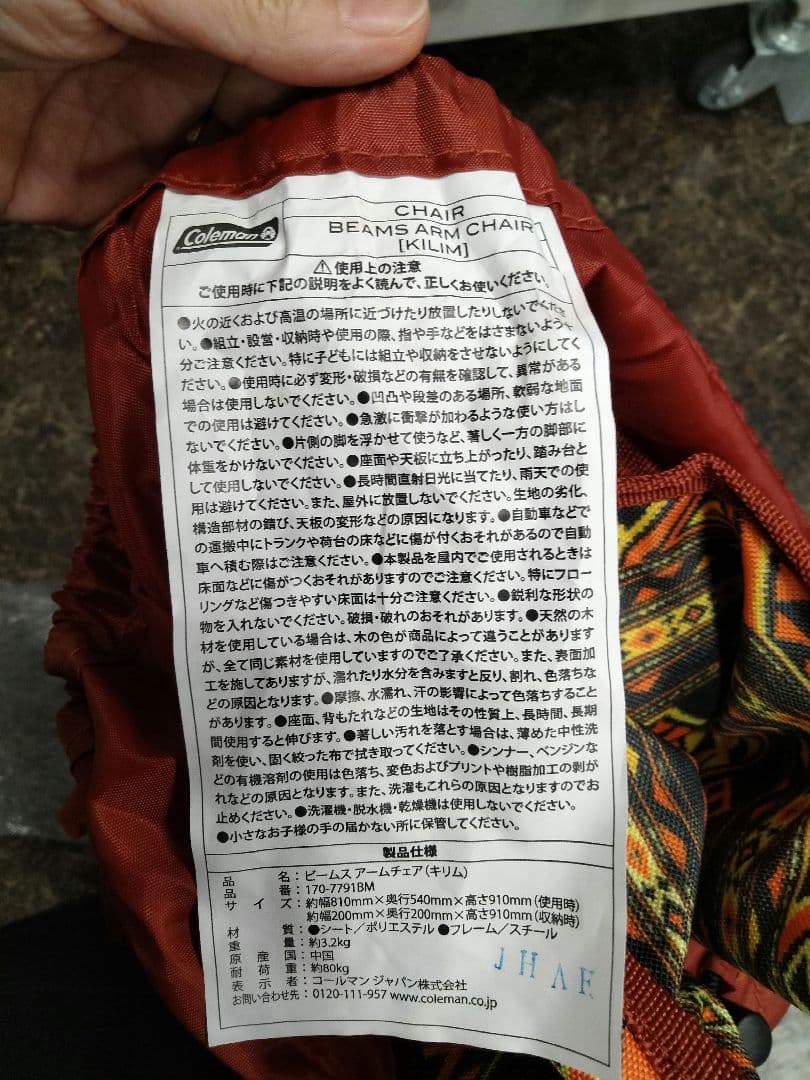 Coleman
CHAIR
BEAMS ARM CHAIR
[KILIM]
⚠使用上の注意
ご使用時に下記の説明をよく読んで、正しくお使いください。
●火の近くおよび高温の場所に近づけたり放置したりしないでくださ
い。●組立・設営・収納時や使用の際、指や手などをはさまないよう十
分ご注意ください。特に子どもには組立や収納をさせないようにしてく
ださい。●使用時に必ず変形・破損などの有無を確認して、異常がある
場合は使用しないでください。●凹凸や段差のある場所、軟弱な地面
での使用は避けてください。●急激に衝撃が加わるような使い方はし
ないでください。●片側の脚を浮かせて使うなど、著しく一方の脚部に
体重をかけないでください。●座面や天板に立ち上がったり、踏み台と
して使用しないでください。●長時間直射日光に当てたり、雨天での使
用は避けてください。また、屋外に放置しないでください。生地の劣化、
構造部材の錆び、天板の変形などの原因になります。●自動車などで
の運搬中にトランクや荷台の床などに傷が付くおそれがあるので自動
車へ積む際はご注意ください。●本製品を屋内でご使用されるときは
床面などに傷がつくおそれがありますのでご注意ください。特にフロー
リングなど傷つきやすい床面は十分ご注意ください。●鋭利な形状の
物を入れないでください。破損・破れのおそれがあります。●天然の木
材を使用している場合は、木の色が商品によって違うことがあります
が、全て同じ素材を使用していますのでご了承ください。また、表面加
工を施してありますが、濡れたり水分を含みますと反り、割れ、色落ちな
どの原因となります。●摩擦、水濡れ、汗の影響によって色落ちすること
があります。●座面、背もたれなどの生地はその性質上、長時間、長期
間使用すると伸びます。●著しい汚れを落とす場合は、薄めた中性洗
剤を使い、固く絞った布で拭き取ってください。●シンナー、ベンジンな
どの有機溶剤の使用は色落ち、変色およびプリントや樹脂加工の剥が
れなどの原因となります。また、洗濯もこれらの原因となりますのでお
止めください。●洗濯機・脱水機・乾燥機は使用しないでください。
●小さなお子様の手の届かない所に保管してください。
製品仕様
品名：ビームス アームチェア（キリム）
品番：170-7791BM
サイズ：約幅810mm×奥行540mm×高さ910mm（使用時）
約幅200mm×奥行200mm×高さ910mm（収納時）
材質：●シート／ポリエステル ●フレーム／スチール
重量：約3.2kg
原産国：中国
耐荷重：約80kg
表示者：コールマン ジャパン株式会社
お問い合わせ先：0120-111-957 www.coleman.co.jp